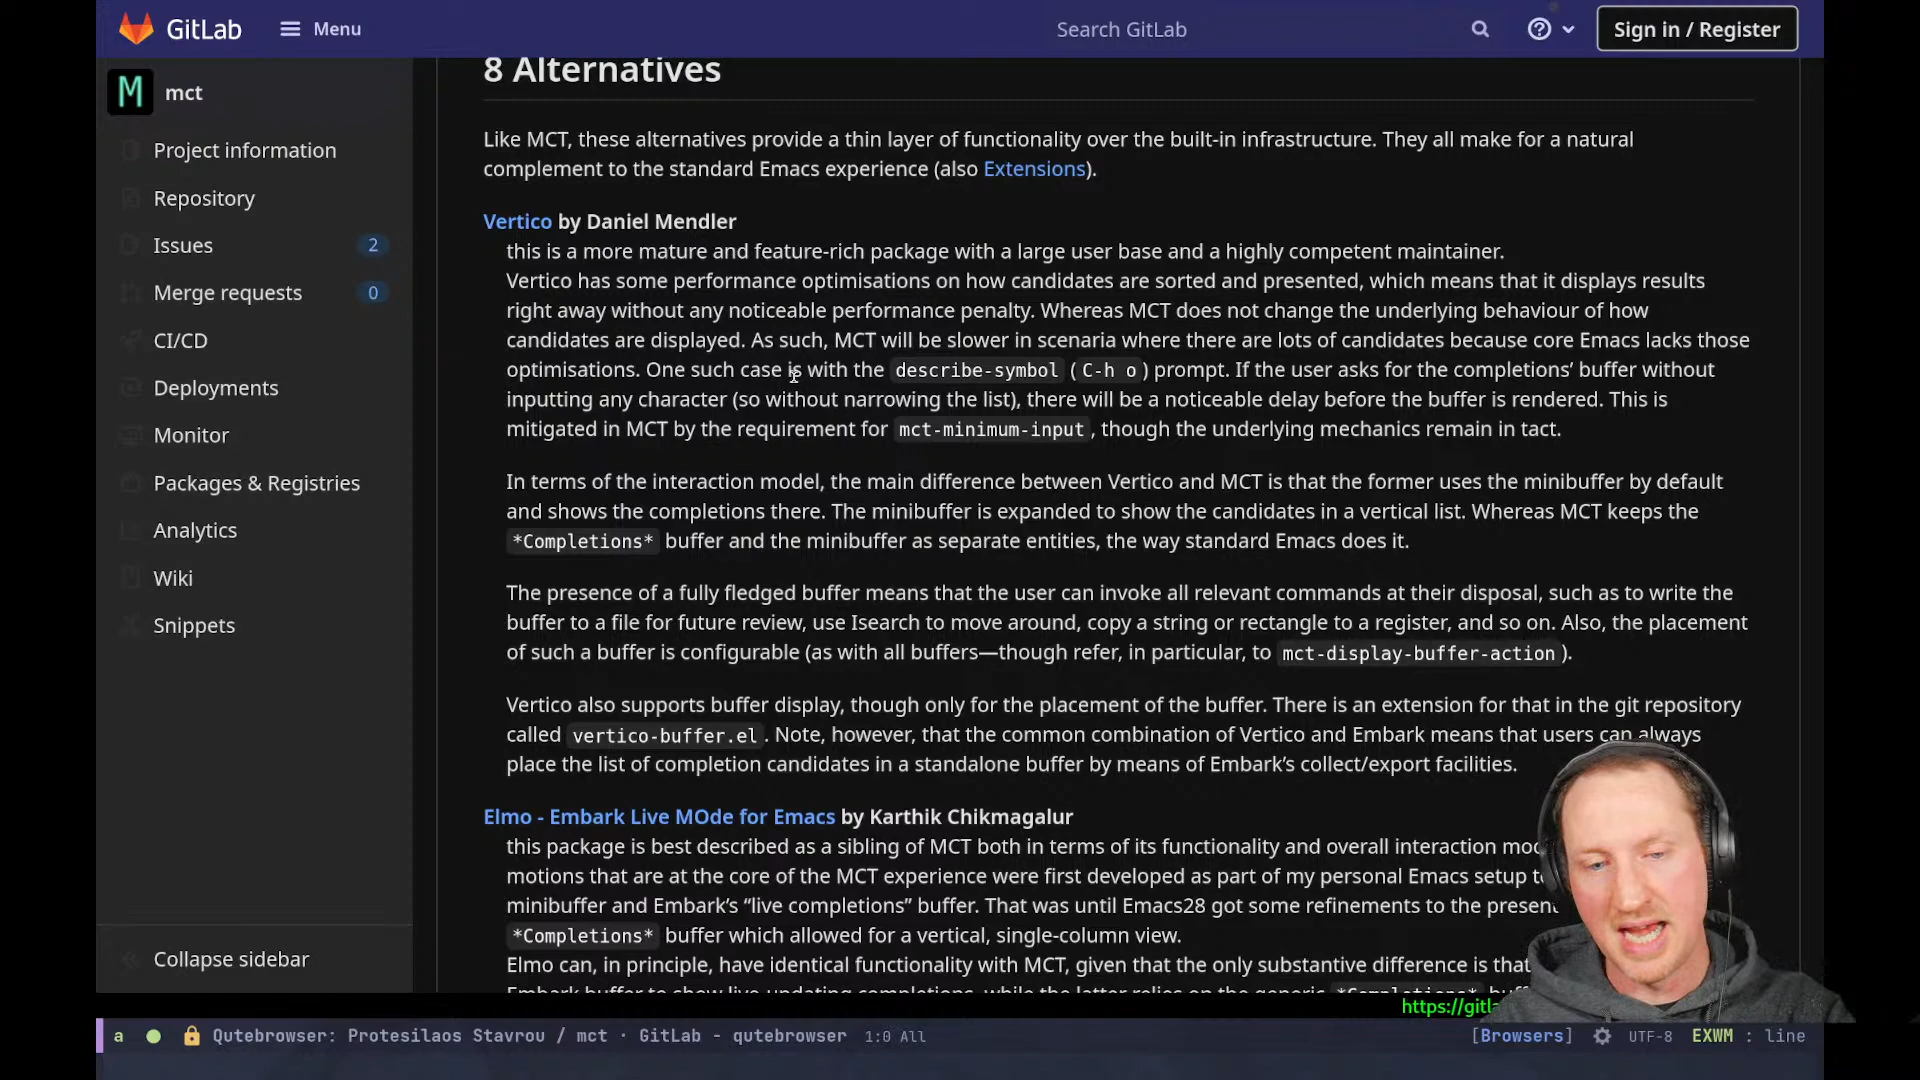 GitLab
Menu
Search GitLab
Sign in / Register
mct
Project information
Repository
Issues 2
Merge requests 0
CI/CD
Deployments
Monitor
Packages & Registries
Analytics
Wiki
Snippets
Collapse sidebar
8 Alternatives
Like MCT, these alternatives provide a thin layer of functionality over the built-in infrastructure. They all make for a natural
complement to the standard Emacs experience (also Extensions).
Vertico by Daniel Mendler
this is a more mature and feature-rich package with a large user base and a highly competent maintainer.
Vertico has some performance optimisations on how candidates are sorted and presented, which means that it displays results
right away without any noticeable performance penalty. Whereas MCT does not change the underlying behaviour of how
candidates are displayed. As such, MCT will be slower in scenaria where there are lots of candidates because core Emacs lacks those
optimisations. One such case is with the describe-symbol (C-h o) prompt. If the user asks for the completions’ buffer without
inputting any character (so without narrowing the list), there will be a noticeable delay before the buffer is rendered. This is
mitigated in MCT by the requirement for mct-minimum-input, though the underlying mechanics remain in tact.
In terms of the interaction model, the main difference between Vertico and MCT is that the former uses the minibuffer by default
and shows the completions there. The minibuffer is expanded to show the candidates in a vertical list. Whereas MCT keeps the
*Completions* buffer and the minibuffer as separate entities, the way standard Emacs does it.
The presence of a fully fledged buffer means that the user can invoke all relevant commands at their disposal, such as to write the
buffer to a file for future review, use Isearch to move around, copy a string or rectangle to a register, and so on. Also, the placement
of such a buffer is configurable (as with all buffers—though refer, in particular, to mct-display-buffer-action).
Vertico also supports buffer display, though only for the placement of the buffer. There is an extension for that in the git repository
called vertico-buffer.el. Note, however, that the common combination of Vertico and Embark means that users can always
place the list of completion candidates in a standalone buffer by means of Embark’s collect/export facilities.
Elmo - Embark Live MOde for Emacs by Karthik Chikmagalur
this package is best described as a sibling of MCT both in terms of its functionality and overall interaction
motions that are at the core of the MCT experience were first developed as part of my personal Emacs setup
minibuffer and Embark’s “live completions” buffer. That was until Emacs28 got some refinements to the
*Completions* buffer which allowed for a vertical, single-column view.
Elmo can, in principle, have identical functionality with MCT, given that the only substantive difference is that
Embark buffer to show live-updating completions, while the latter relies on the generic *Completions*
https://gitla
a Qutebrowser: Protesilaos Stavrou / mct · GitLab - qutebrowser 1:0 All [Browsers] UTF-8 EXWM : line